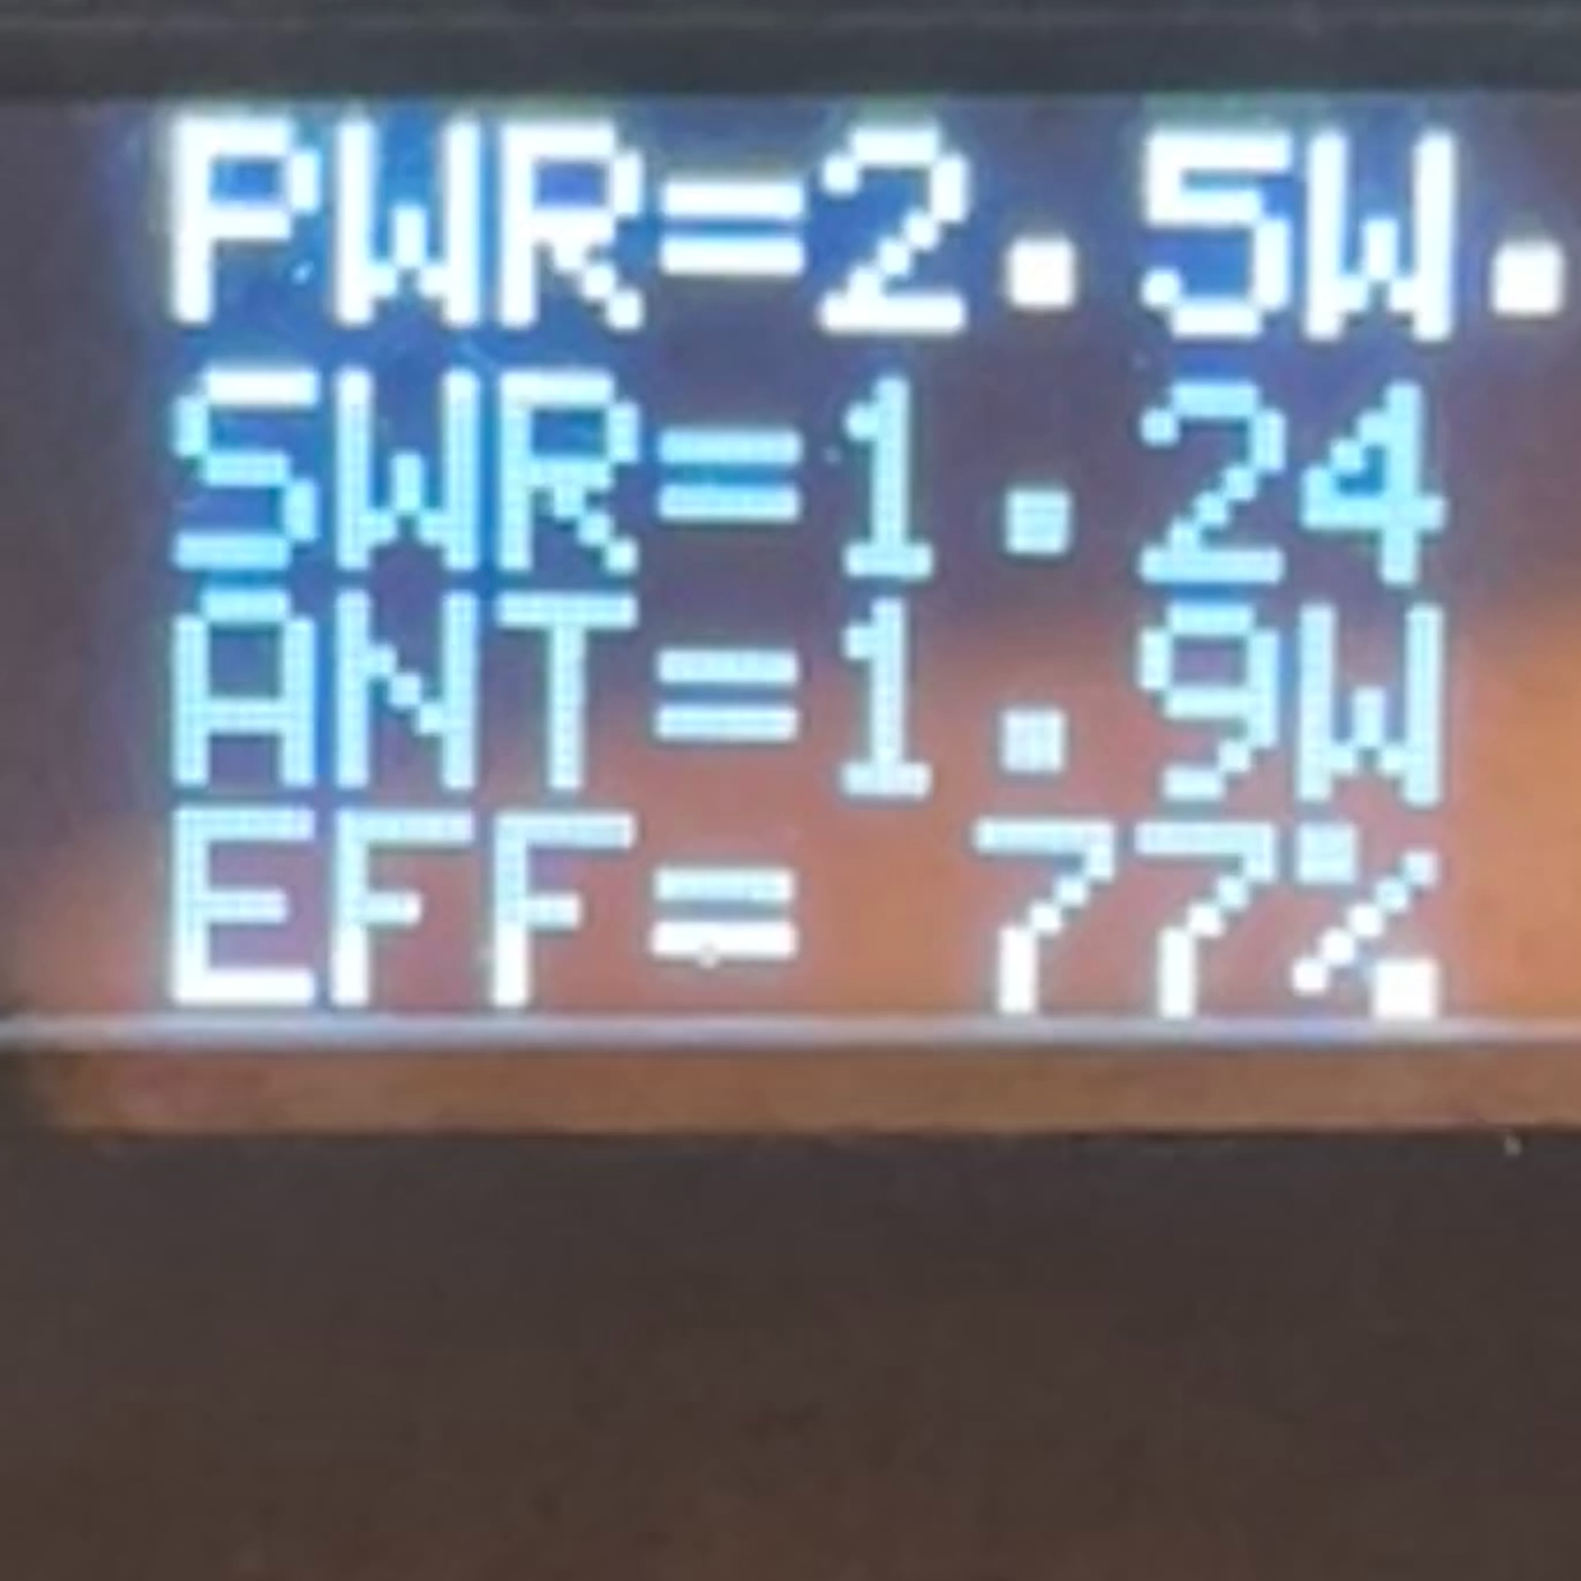 PWR=2.5W.
SWR=1.24
ANT=1.9W
EFF= 77%